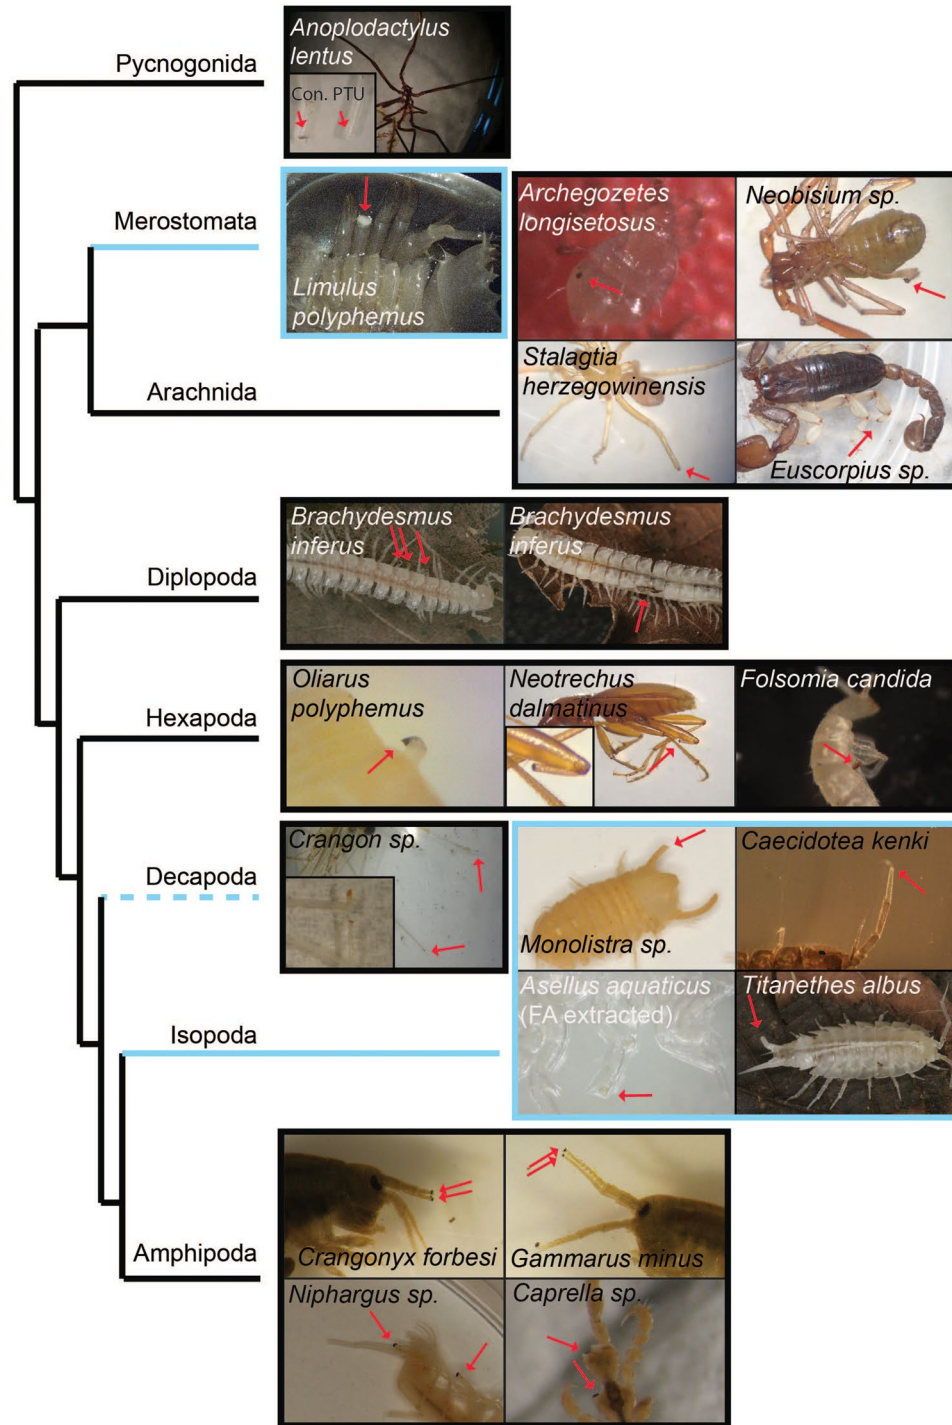 Pycnogonida
Anoplodactylus
lentus
Con. PTU
Merostomata
Limulus
polyphemus
Archegozetes
longisetosus
Neobisium sp.
Arachnida
Stalagtia
herzegowinensis
Euscorpius sp.
Diplopoda
Brachydesmus
inferus
Brachydesmus
inferus
Hexapoda
Oliarus
polyphemus
Neotrechus
dalmatinus
Folsomia candida
Decapoda
Crangon sp.
Monolistra sp.
Caecidotea kenki
Isopoda
Asellus aquaticus
(FA extracted)
Titanethes albus
Amphipoda
Crangonyx forbesi
Gammarus minus
Niphargus sp.
Caprella sp.